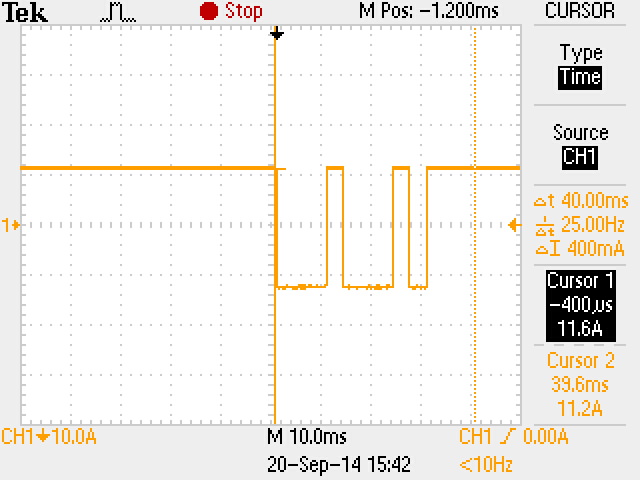 Tek Stop M Pos: -1.200ms CURSOR
Type
Time
Source
CH1
Δt 40.00ms
1/Δt 25.00Hz
ΔI 400mA
1
Cursor 1
-400µs
11.6A
Cursor 2
39.6ms
11.2A
CH1 10.0A M 10.0ms CH1 0.00A
20-Sep-14 15:42 <10Hz